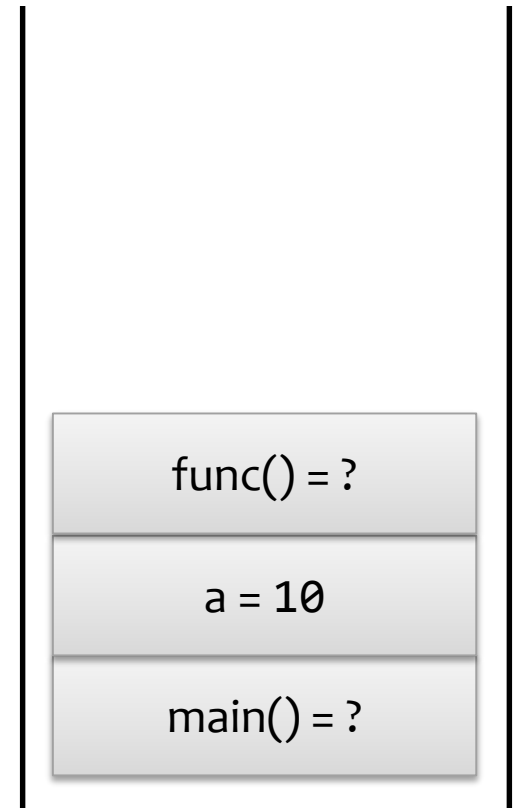 func() = ?
a = 10
main() = ?